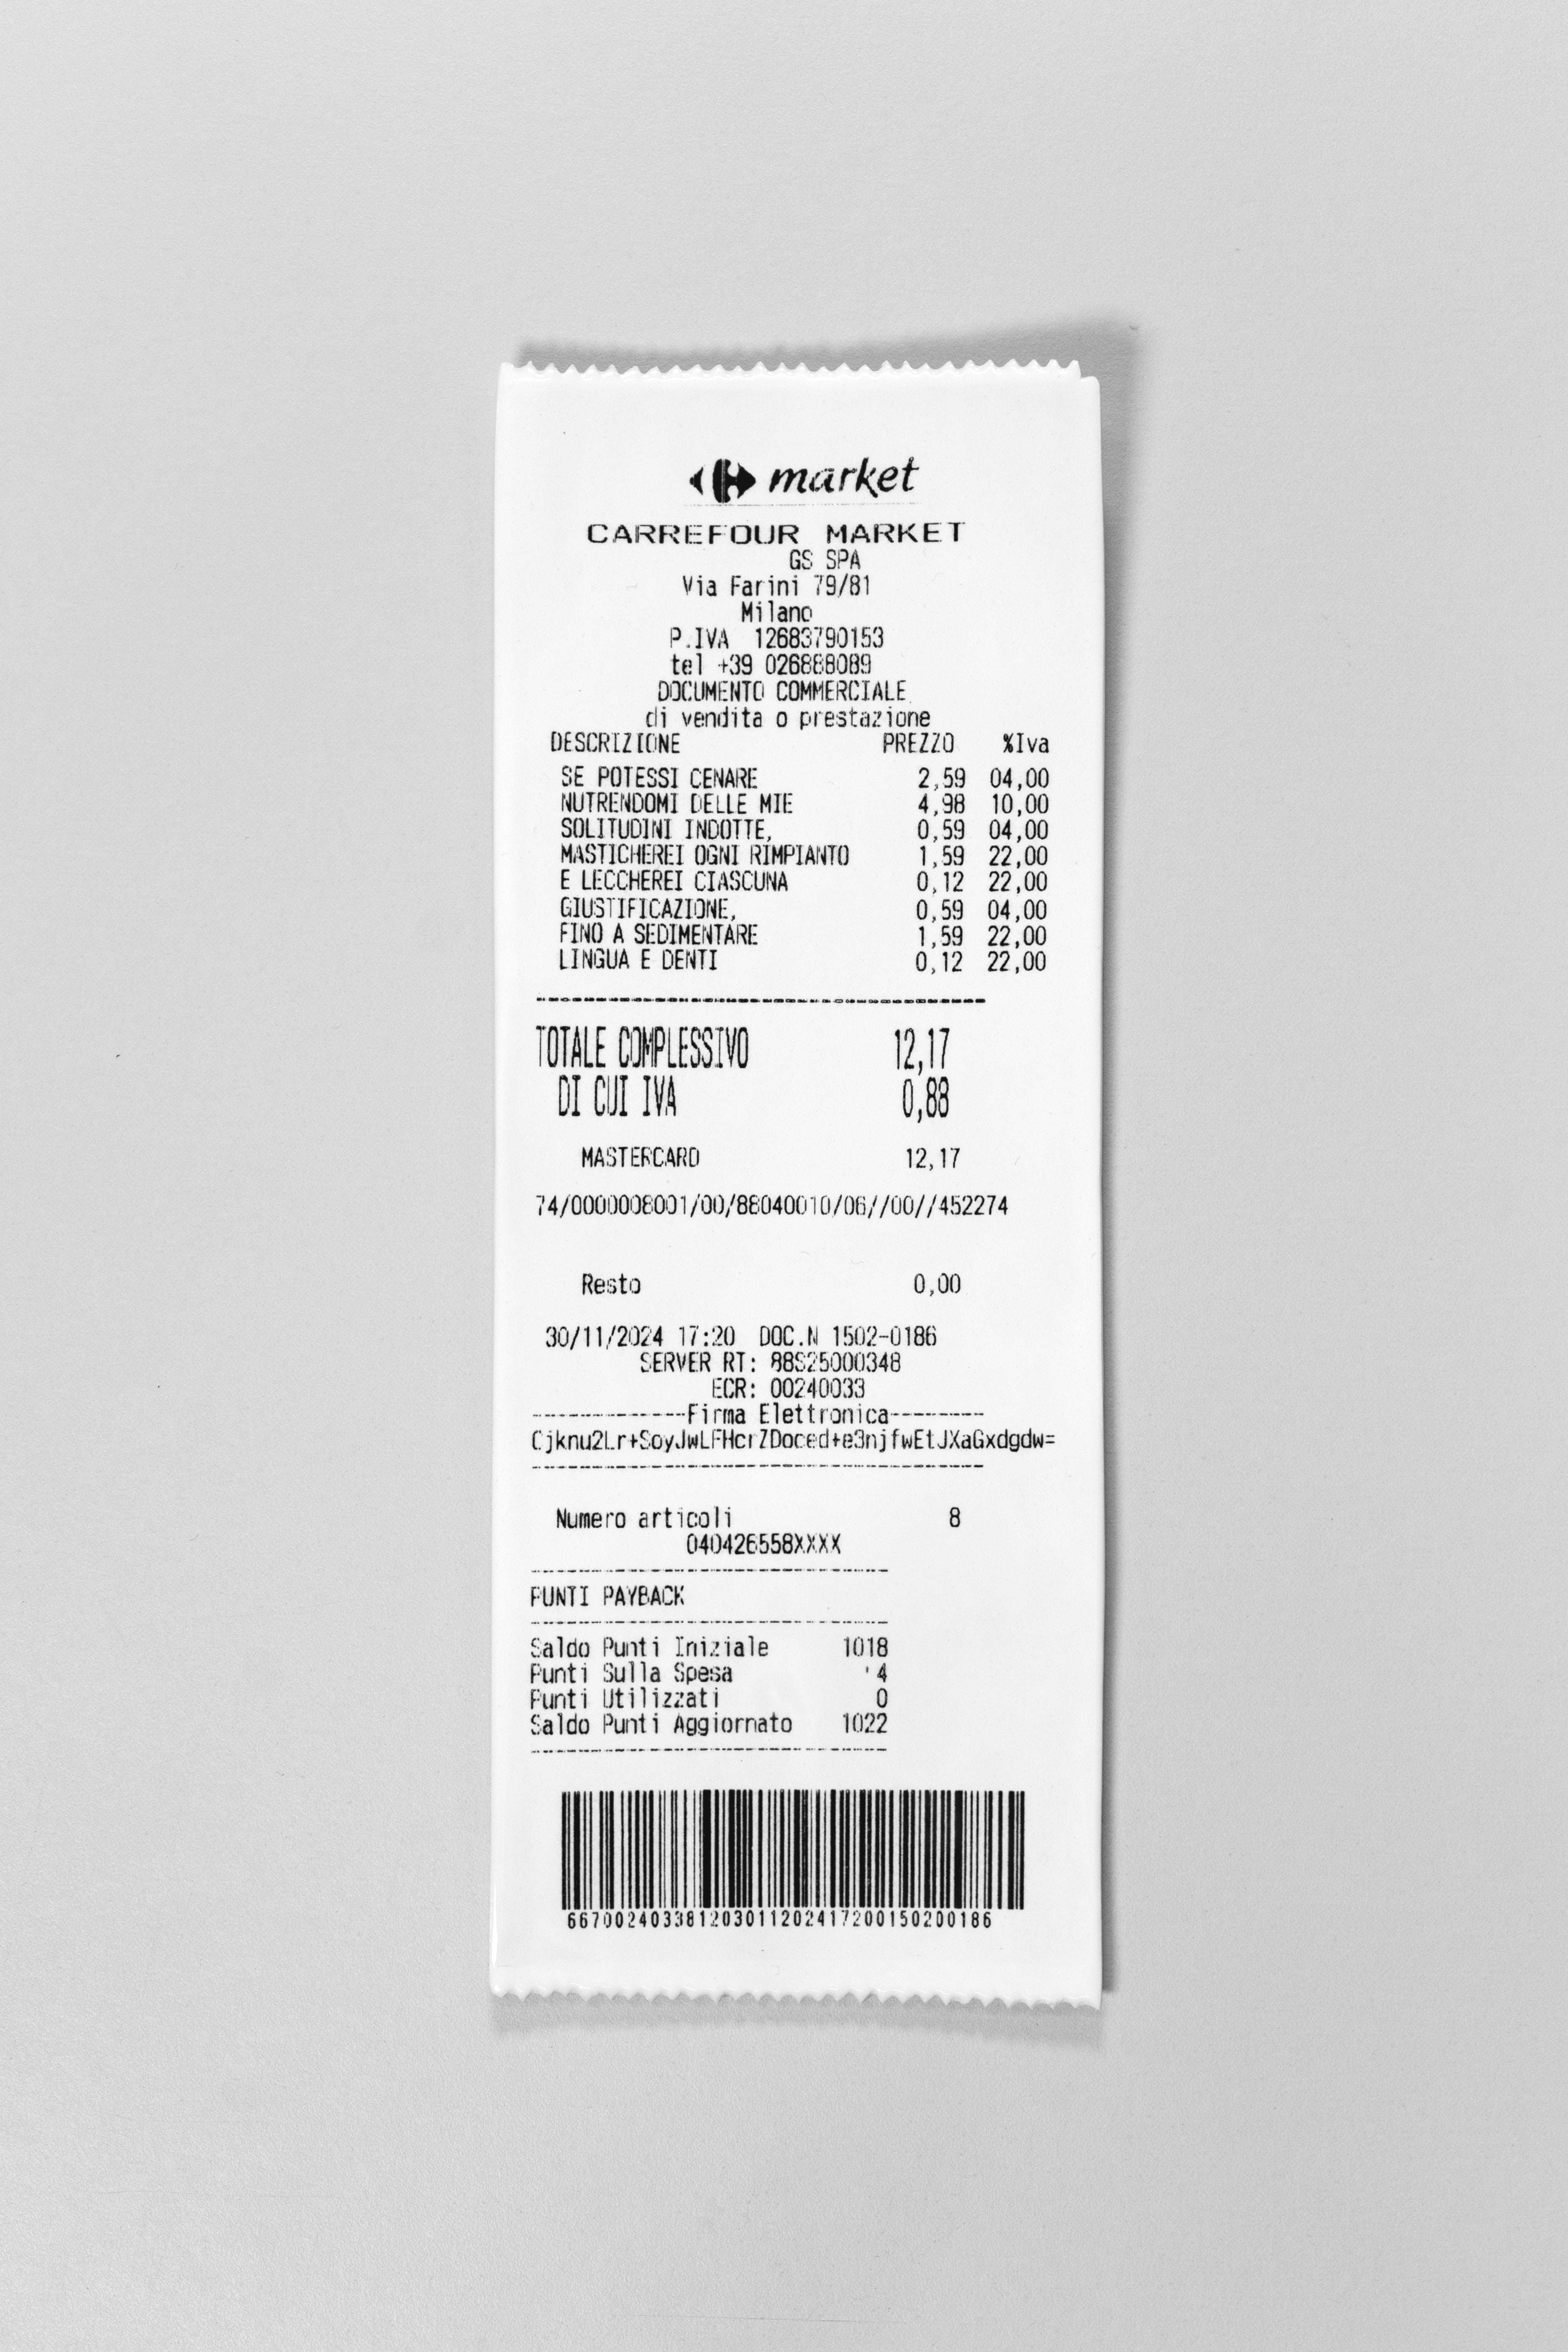 market
CARREFOUR MARKET
GS SPA
Via Farini 79/81
Milano
P.IVA 12683790153
tel +39 026888089
DOCUMENTO COMMERCIALE
di vendita o prestazione
DESCRIZIONE PREZZO %Iva
SE POTESSI CENARE 2,59 04,00
NUTRENDOMI DELLE MIE 4,98 10,00
SOLITUDINI INDOTTE, 0,59 04,00
MASTICHEREI OGNI RIMPIANTO 1,59 22,00
E LECCHEREI CIASCUNA 0,12 22,00
GIUSTIFICAZIONE, 0,59 04,00
FINO A SEDIMENTARE 1,59 22,00
LINGUA E DENTI 0,12 22,00
TOTALE COMPLESSIVO 12,17
DI CUI IVA 0,88
MASTERCARD 12,17
74/0000008001/00/88040010/06//00//452274
Resto 0,00
30/11/2024 17:20 DOC.N 1502-0186
SERVER RT: 88S25000348
ECR: 00240033
-------------Firma Elettronica--------
Cjknu2Lr+SoyJwLFHcrZDoced+e3njfwEtJXaGxdgdw=
Numero articoli 8
040426558XXXX
PUNTI PAYBACK
Saldo Punti Iniziale 1018
Punti Sulla Spesa 4
Punti Utilizzati 0
Saldo Punti Aggiornato 1022
667002403381203011202417200150200186